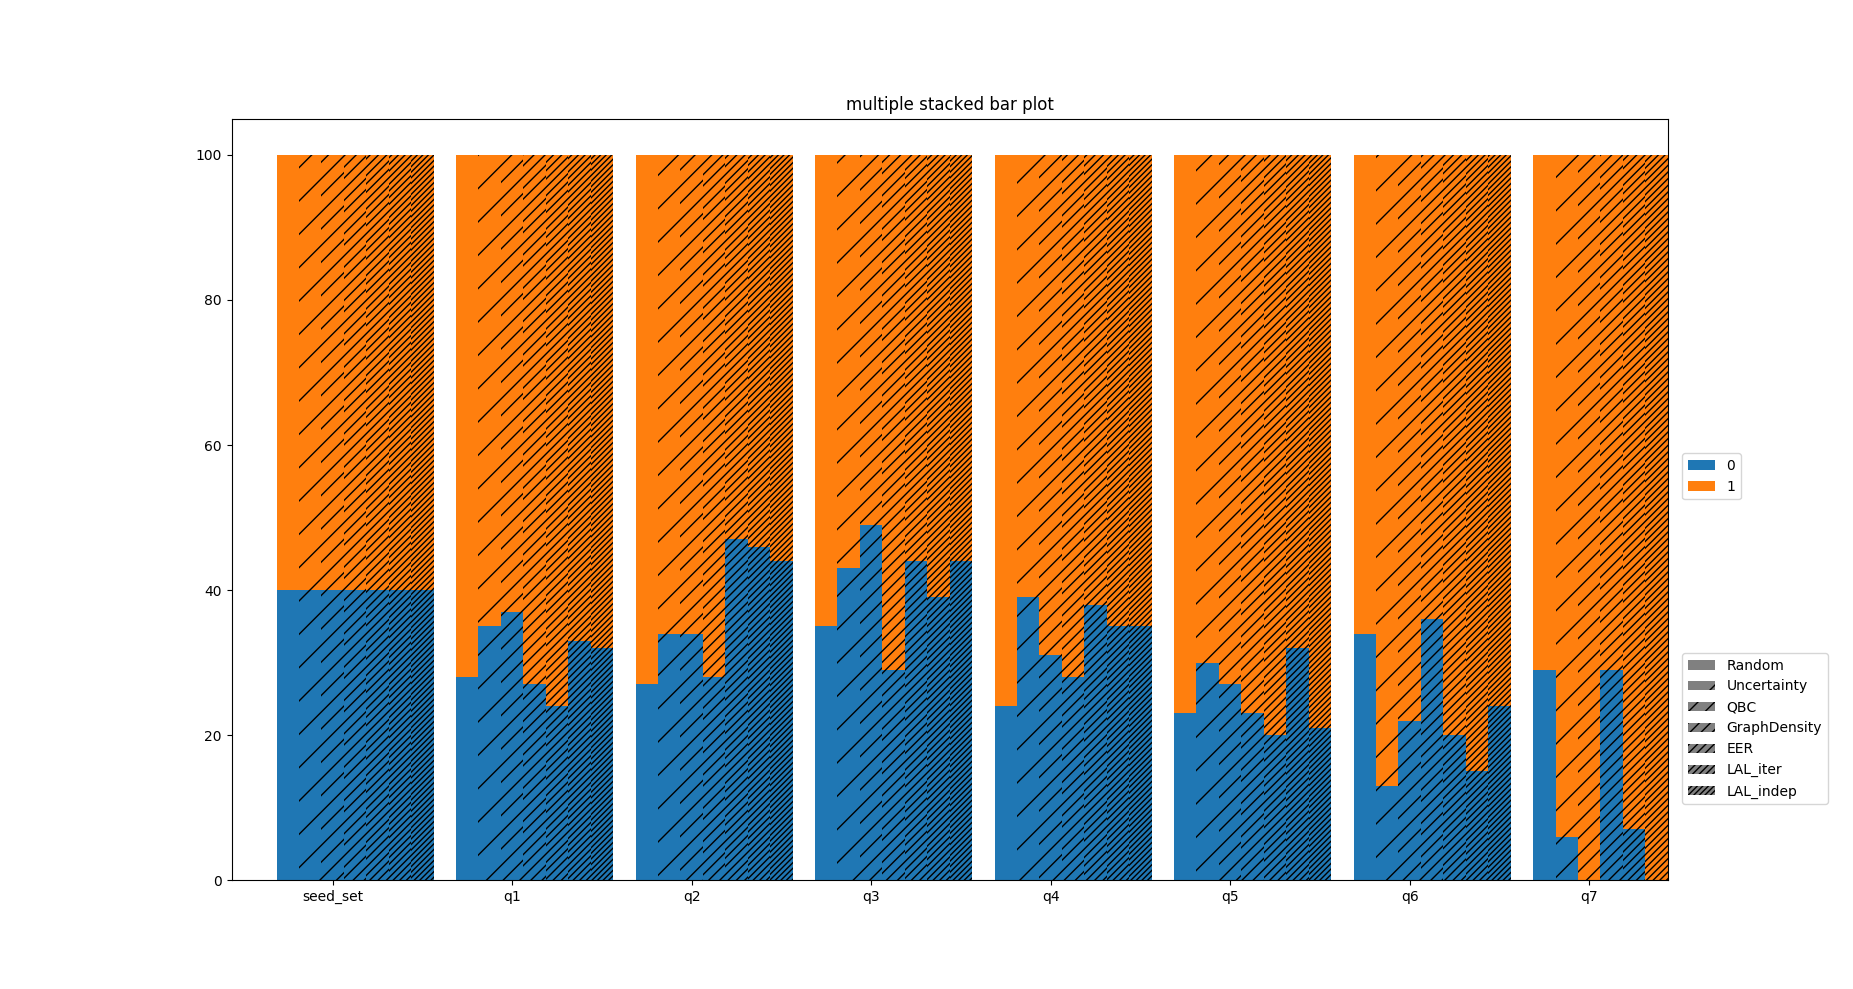 multiple stacked bar plot
100
80
60
40
20
0
seed_set q1 q2 q3 q4 q5 q6 q7
0
1
Random
Uncertainty
QBC
GraphDensity
EER
LAL_iter
LAL_indep